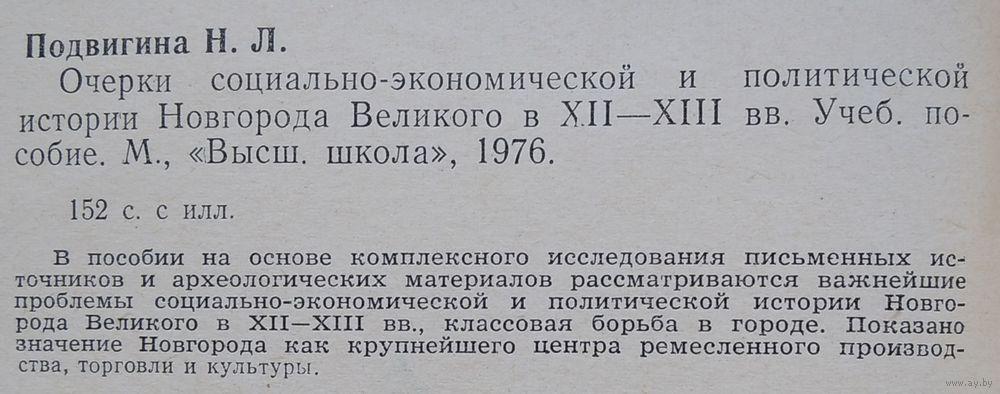 Подвигина Н. Л.
Очерки социально-экономической и политической
истории Новгорода Великого в XII—XIII вв. Учеб. по-
собие. М., «Высш. школа», 1976.
152 с. с илл.
В пособии на основе комплексного исследования письменных ис-
точников и археологических материалов рассматриваются важнейшие
проблемы социально-экономической и политической истории Новго-
рода Великого в XII—XIII вв., классовая борьба в городе. Показано
значение Новгорода как крупнейшего центра ремесленного производ-
ства, торговли и культуры.
www.ay.by